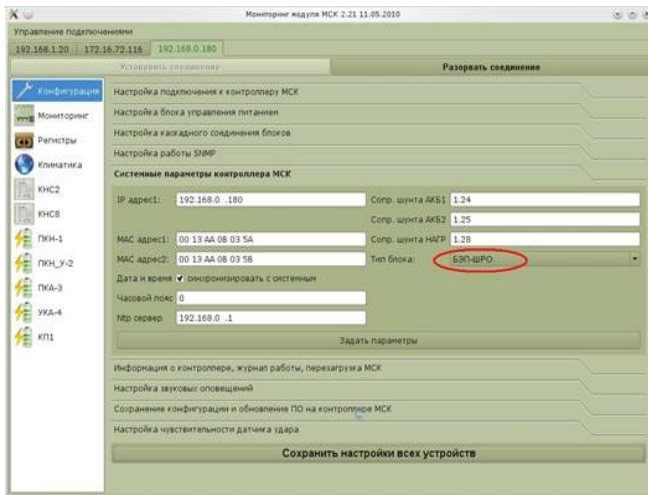 Мониторинг модуля МСК 2.21 11.05.2010
Управление подключениями
192.168.1.20 172.16.72.116 192.168.0.180
Установить соединение Разорвать соединение
Конфигурация
Мониторинг
Регистры
Климатика
КНС2
КНС8
ПКН-1
ПКН_У-2
ПКА-3
УКА-4
КП1
Настройка подключения к контроллеру МСК
Настройка блока управления питанием
Настройка каскадного соединения блоков
Настройка работы SNMP
Системные параметры контроллера МСК
IP адрес1: 192.168.0 .180 Сопр. шунта АКБ1 1.24
Сопр. шунта АКБ2 1.25
MAC адрес1: 00 13 AA 0B 03 5A Сопр. шунта НАГР 1.28
MAC адрес2: 00 13 AA 0B 03 5B Тип блока: БЭП-ШРО
Дата и время синхронизировать с системным
Часовой пояс 0
Ntp сервер 192.168.0 .1
Задать параметры
Информация о контроллере, журнал работы, перезагрузка МСК
Настройка звуковых оповещений
Сохранение конфигурации и обновление ПО на контроллере МСК
Настройка чувствительности датчика удара
Сохранить настройки всех устройств